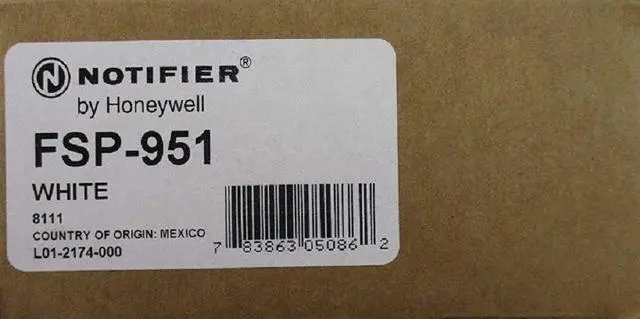 NOTIFIER®
by Honeywell
FSP-951
WHITE
8111
COUNTRY OF ORIGIN: MEXICO
L01-2174-000
7 83863 05086 2